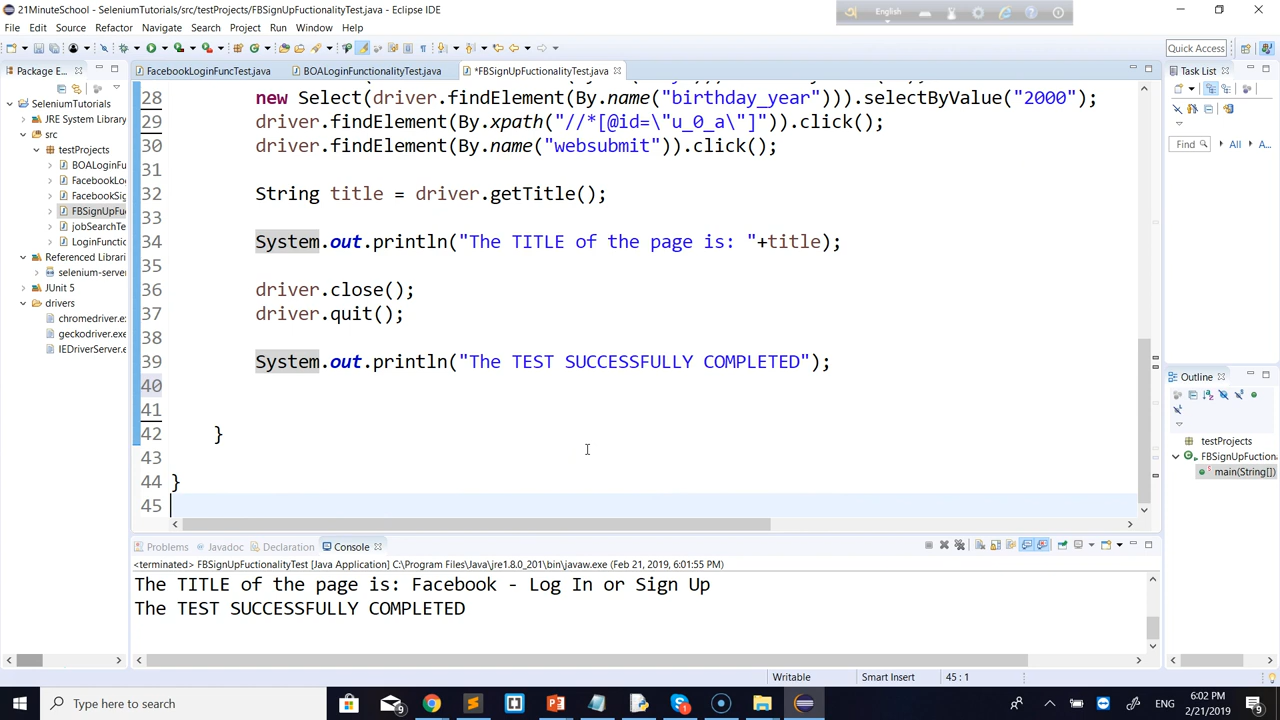 21MinuteSchool - SeleniumTutorials/src/testProjects/FBSignUpFuctionalityTest.java - Eclipse IDE
English
File Edit Source Refactor Navigate Search Project Run Window Help
Quick Access
Package E...
FacebookLoginFuncTest.java
BOALoginFunctionalityTest.java
*FBSignUpFuctionalityTest.java
Task List
SeleniumTutorials
JRE System Library
src
testProjects
BOALoginFu
FacebookLo
FacebookSig
FBSignUpFu
jobSearchTe
LoginFunctio
Referenced Librari
selenium-server
JUnit 5
drivers
chromedriver.e
geckodriver.exe
IEDriverServer.e
28 new Select(driver.findElement(By.name("birthday_year"))).selectByValue("2000");
29 driver.findElement(By.xpath("//*[@id=\"u_0_a\"]")).click();
30 driver.findElement(By.name("websubmit")).click();
31
32 String title = driver.getTitle();
33
34 System.out.println("The TITLE of the page is: "+title);
35
36 driver.close();
37 driver.quit();
38
39 System.out.println("The TEST SUCCESSFULLY COMPLETED");
40
41
42 }
43
44 }
45
Find All A...
Outline
testProjects
FBSignUpFuctiona
main(String[])
Problems Javadoc Declaration Console
<terminated> FBSignUpFuctionalityTest [Java Application] C:\Program Files\Java\jre1.8.0_201\bin\javaw.exe (Feb 21, 2019, 6:01:55 PM)
The TITLE of the page is: Facebook - Log In or Sign Up
The TEST SUCCESSFULLY COMPLETED
Writable Smart Insert 45 : 1
Type here to search
9
ENG
6:02 PM
2/21/2019
9